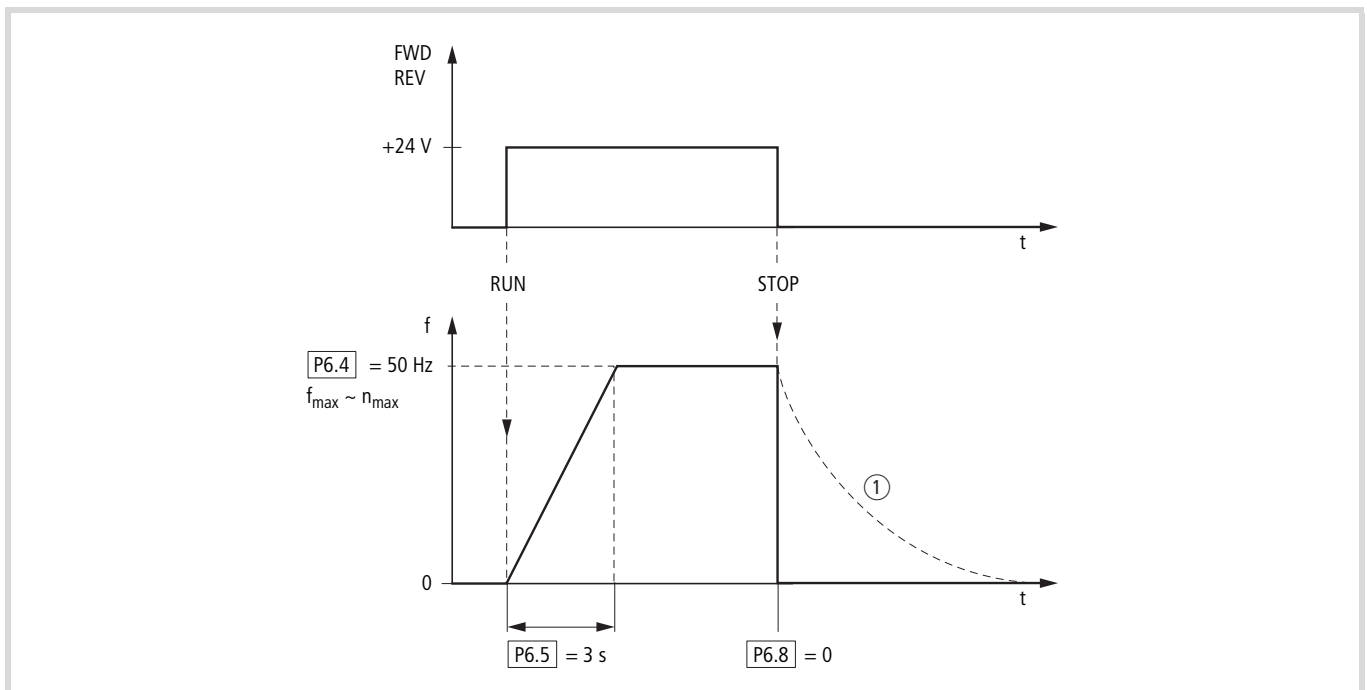 FWD
REV
+24 V
t
RUN
STOP
f
P6.4 = 50 Hz
fmax ~ nmax
1
0
t
P6.5 = 3 s
P6.8 = 0